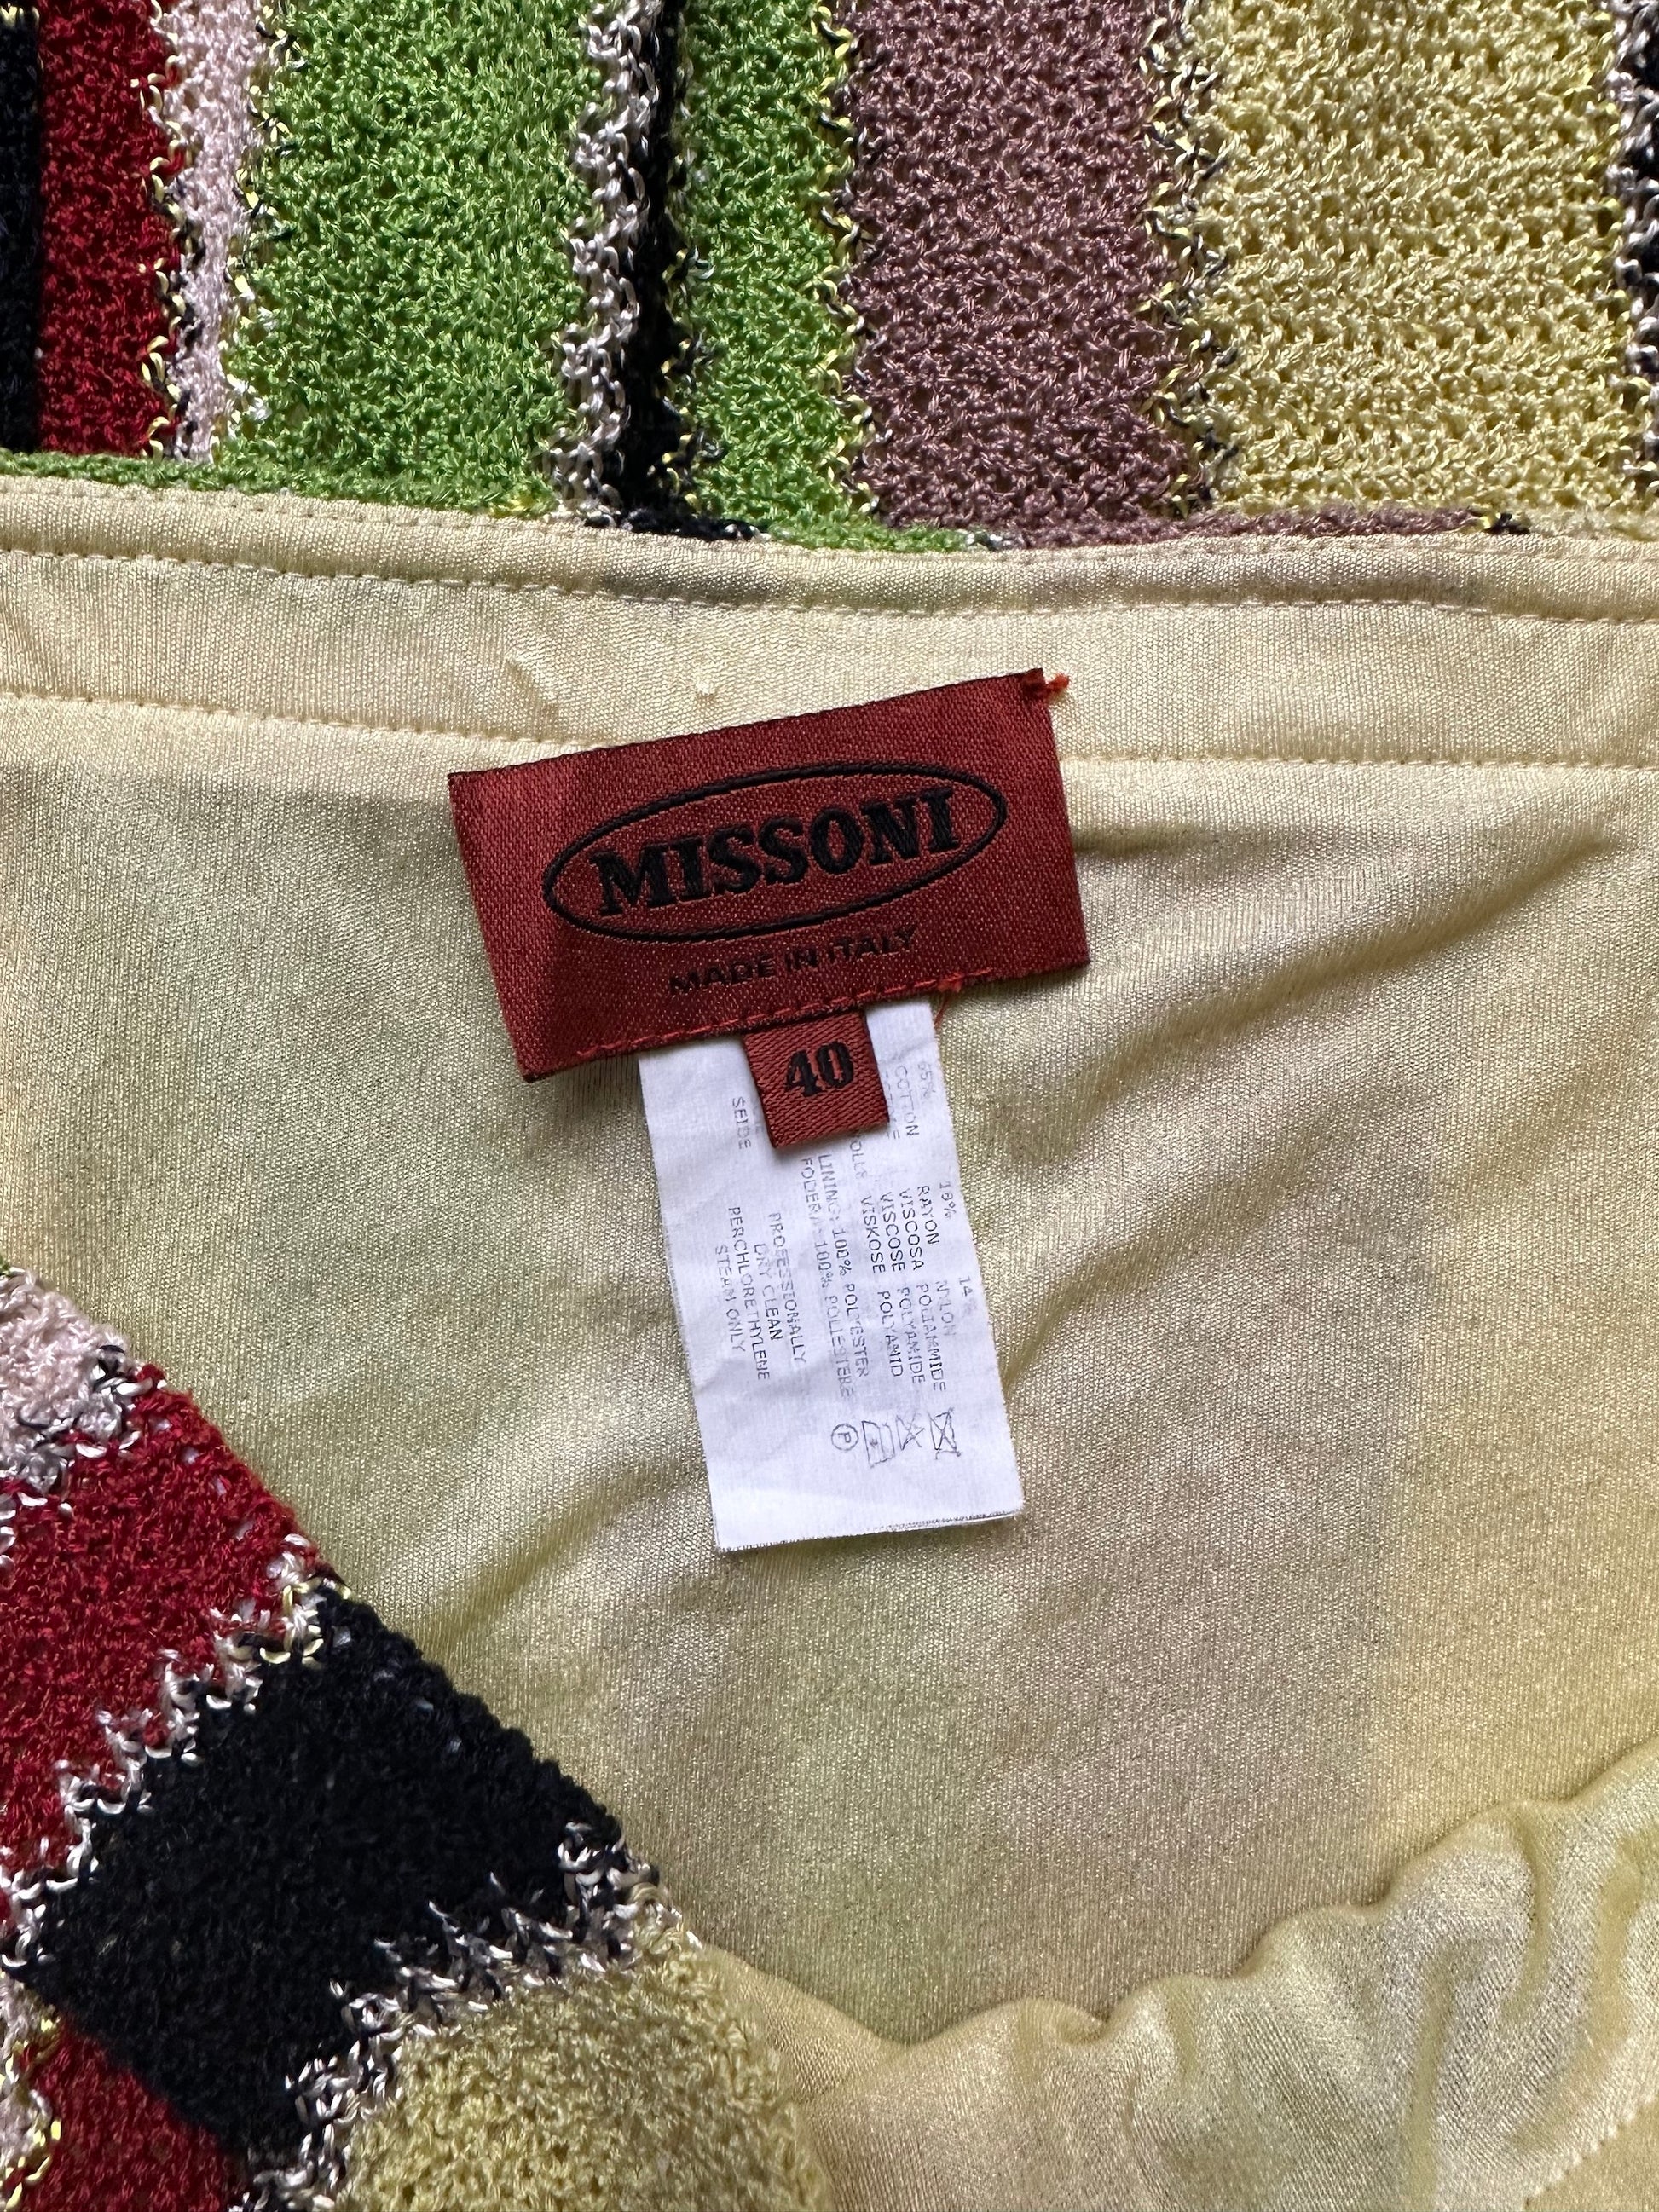 MISSONI
MADE IN ITALY
40
65% 18% 14
COTTON RAYON NYLON
VISCOSA POLIAMMIDE
VISCOSE POLYAMIDE
VISKOSE POLYAMID
LINING: 100% POLYESTER
FODERA: 100% POLIESTERE
SEIDE
PROFESSIONALLY
DRY CLEAN
PERCHLORETHYLENE
STEAM ONLY
P